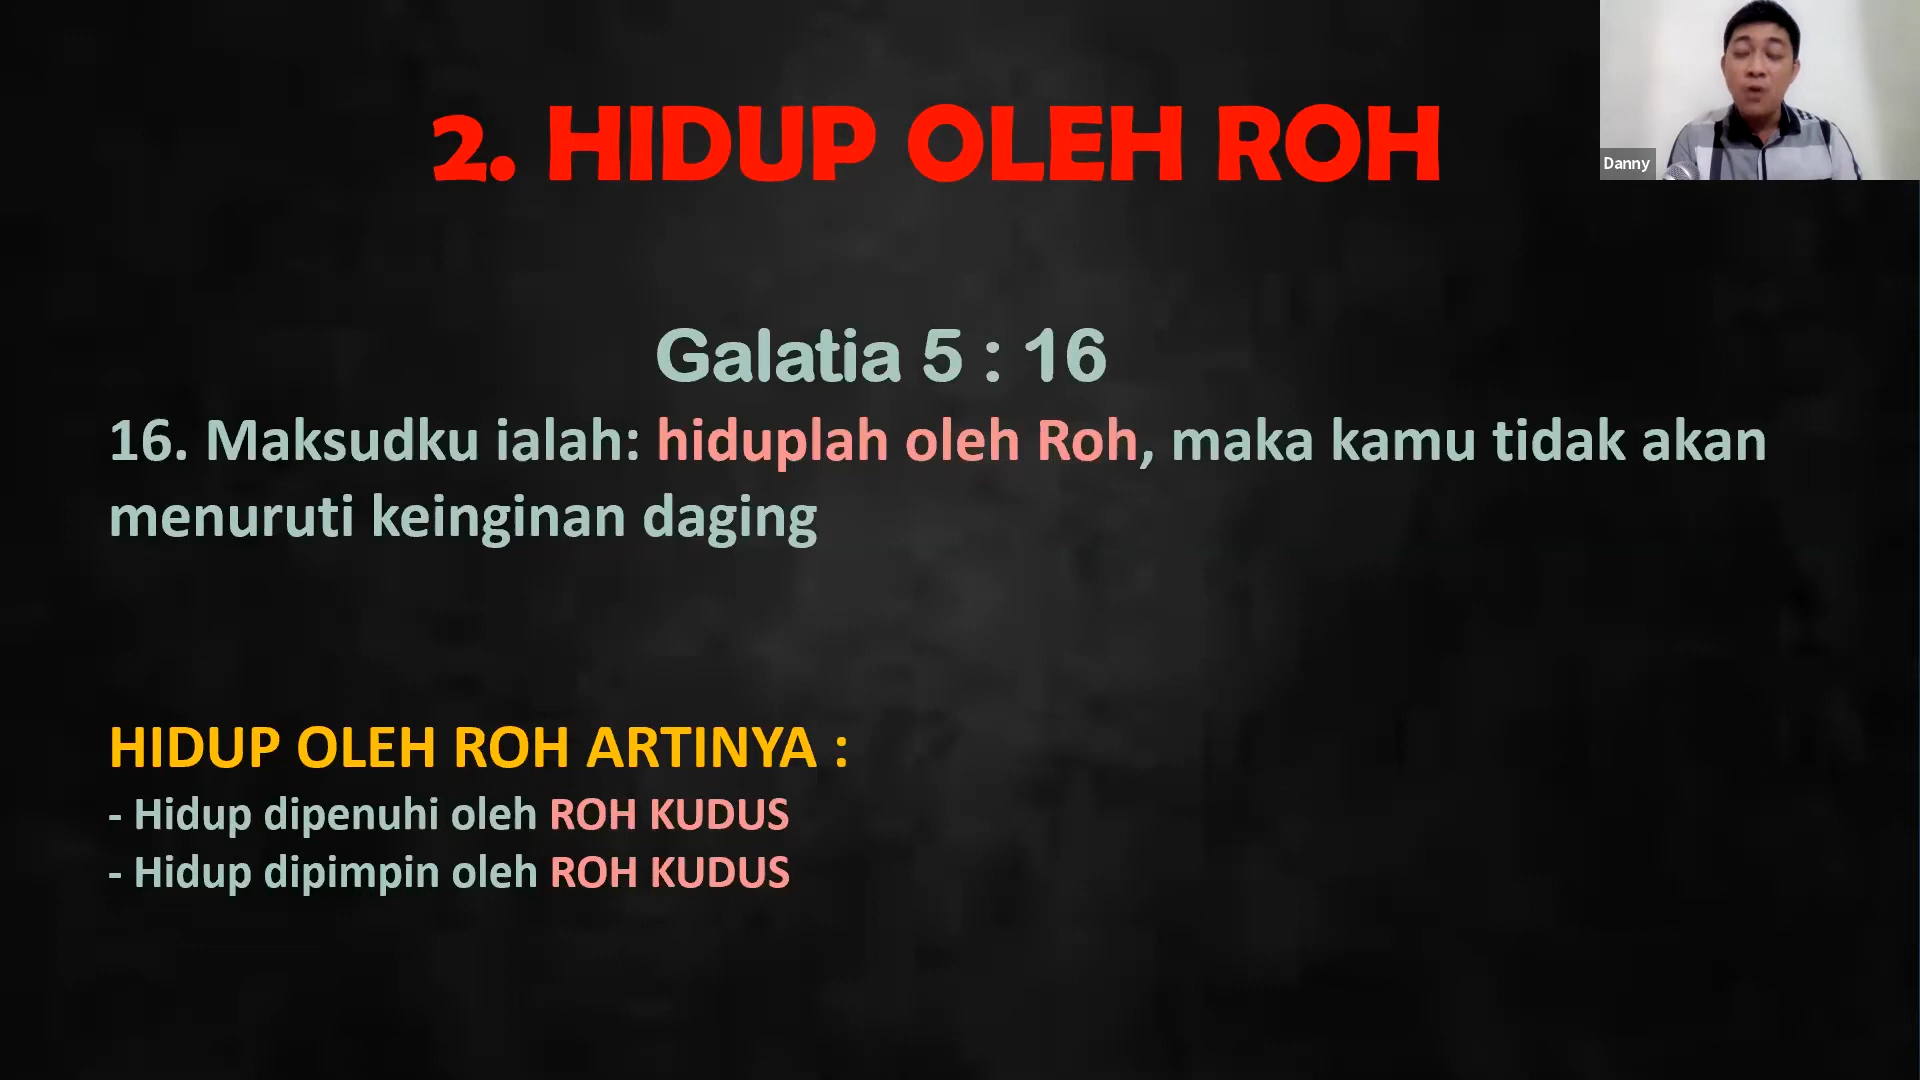 2. HIDUP OLEH ROH
Danny
Galatia 5 : 16
16. Maksudku ialah: hiduplah oleh Roh, maka kamu tidak akan
menuruti keinginan daging
HIDUP OLEH ROH ARTINYA :
- Hidup dipenuhi oleh ROH KUDUS
- Hidup dipimpin oleh ROH KUDUS